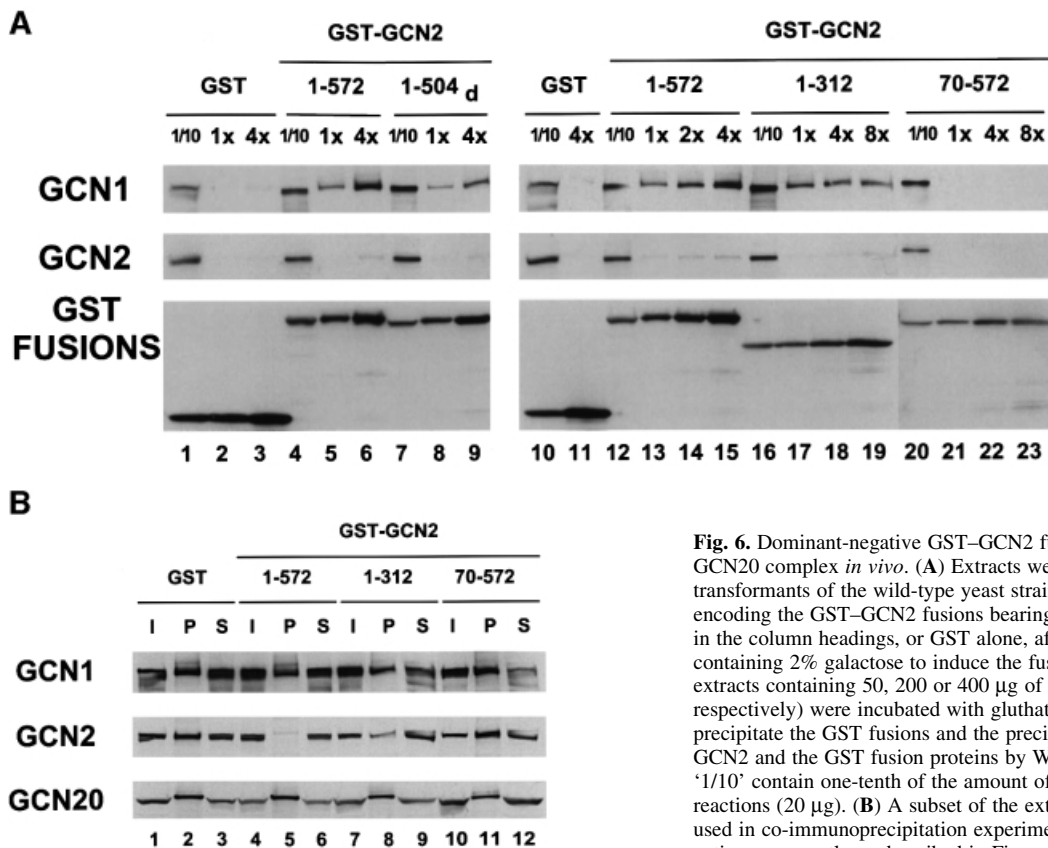 A
GST-GCN2
GST-GCN2
GST 1-572 1-504 d
GST 1-572 1-312 70-572
1/10 1x 4x 1/10 1x 4x 1/10 1x 4x
1/10 4x 1/10 1x 2x 4x 1/10 1x 4x 8x 1/10 1x 4x 8x
GCN1
GCN2
GST
FUSIONS
1 2 3 4 5 6 7 8 9
10 11 12 13 14 15 16 17 18 19 20 21 22 23
B
GST-GCN2
GST 1-572 1-312 70-572
I P S I P S I P S I P S
GCN1
GCN2
GCN20
1 2 3 4 5 6 7 8 9 10 11 12
Fig. 6. Dominant-negative GST–GCN2 fu
GCN20 complex in vivo. (A) Extracts we
transformants of the wild-type yeast strai
encoding the GST–GCN2 fusions bearing
in the column headings, or GST alone, af
containing 2% galactose to induce the fus
extracts containing 50, 200 or 400 μg of
respectively) were incubated with gluthat
precipitate the GST fusions and the preci
GCN2 and the GST fusion proteins by W
‘1/10’ contain one-tenth of the amount of
reactions (20 μg). (B) A subset of the ext
used in co-immunoprecipitation experime